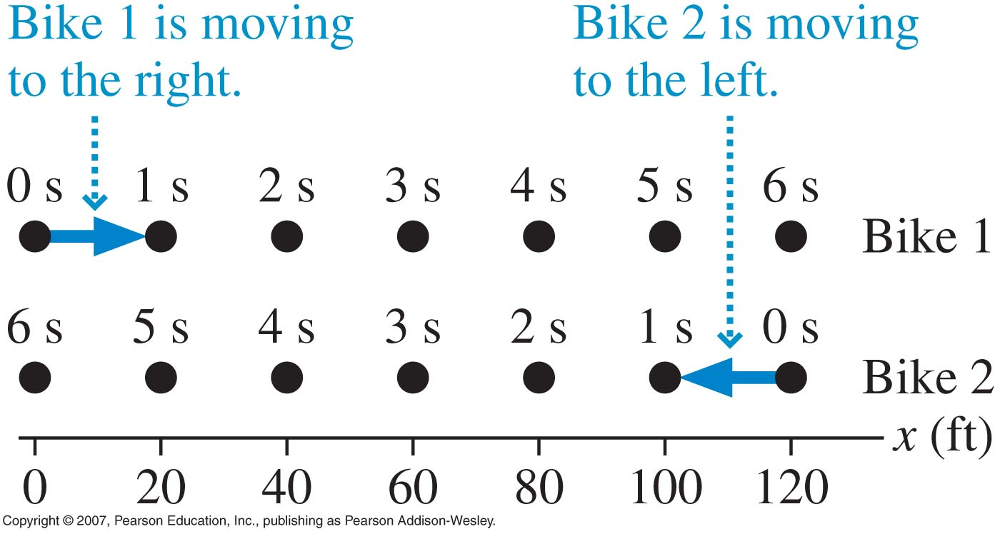 Bike 1 is moving
to the right.
Bike 2 is moving
to the left.
0 s 1 s 2 s 3 s 4 s 5 s 6 s
Bike 1
6 s 5 s 4 s 3 s 2 s 1 s 0 s
Bike 2
x (ft)
0 20 40 60 80 100 120
Copyright © 2007, Pearson Education, Inc., publishing as Pearson Addison-Wesley.